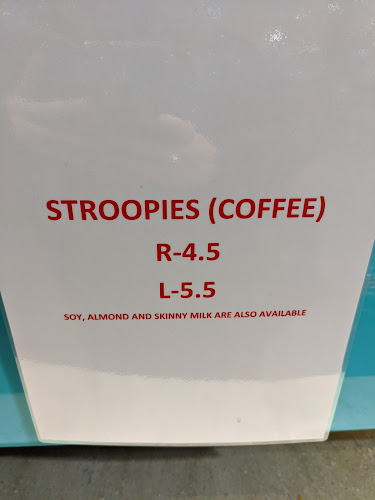 STROOPIES (COFFEE)
R-4.5
L-5.5
SOY, ALMOND AND SKINNY MILK ARE ALSO AVAILABLE